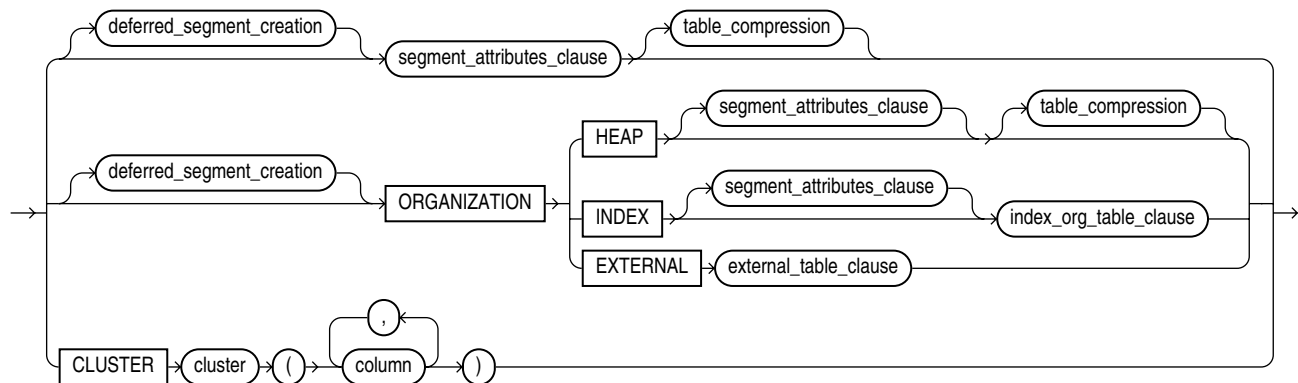 deferred_segment_creation table_compression
segment_attributes_clause
segment_attributes_clause table_compression
HEAP
deferred_segment_creation
segment_attributes_clause
ORGANIZATION
INDEX index_org_table_clause
EXTERNAL external_table_clause
,
CLUSTER cluster ( column )